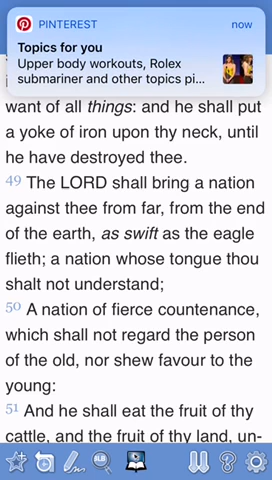 PINTEREST
now
Topics for you
Upper body workouts, Rolex
submariner and other topics pi...
want of all things: and he shall put
a yoke of iron upon thy neck, until
he have destroyed thee.
49 The LORD shall bring a nation
against thee from far, from the end
of the earth, as swift as the eagle
flieth; a nation whose tongue thou
shalt not understand;
50 A nation of fierce countenance,
which shall not regard the person
of the old, nor shew favour to the
young:
51 And he shall eat the fruit of thy
cattle, and the fruit of thy land, un-